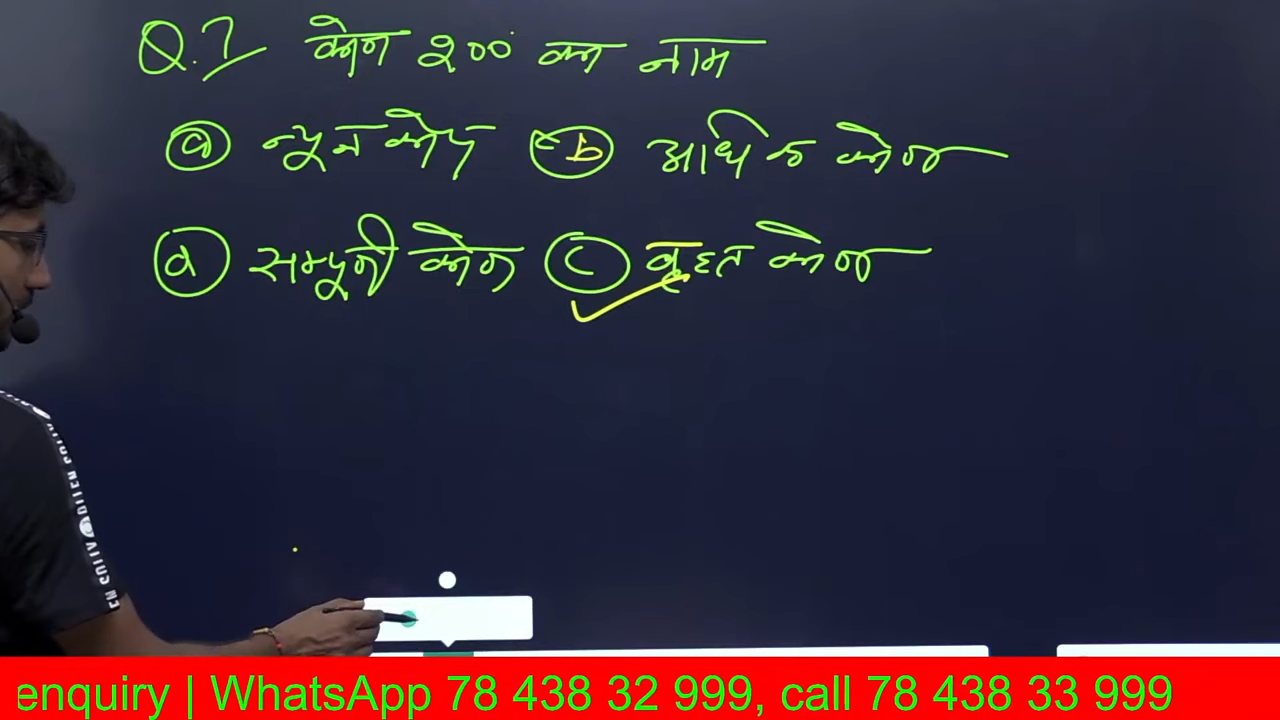 Q.7 कोण 200° का नाम
(a) न्यून कोण (b) अधिक कोण
(d) सम्पूर्ण कोण (c) वृहत कोण
enquiry | WhatsApp 78 438 32 999, call 78 438 33 999